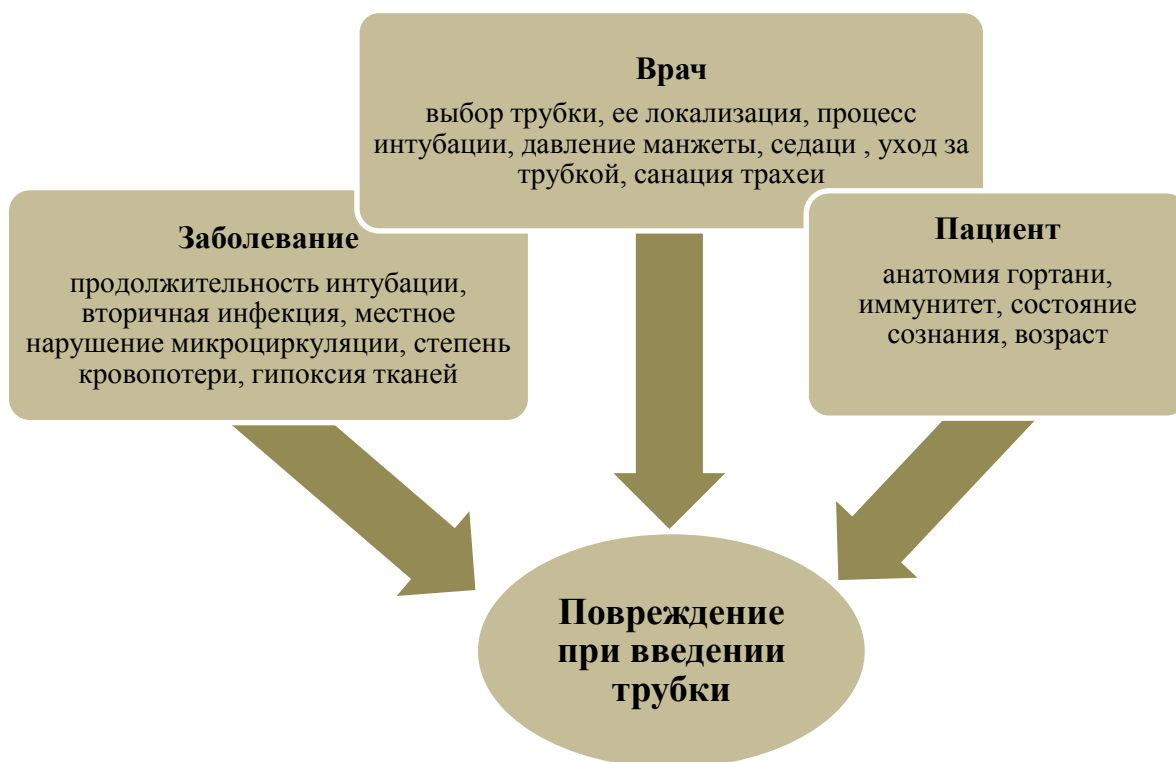 Врач
выбор трубки, ее локализация, процесс
интубации, давление манжеты, седаци , уход за
трубкой, санация трахеи
Заболевание
продолжительность интубации,
вторичная инфекция, местное
нарушение микроциркуляции, степень
кровопотери, гипоксия тканей
Пациент
анатомия гортани,
иммунитет, состояние
сознания, возраст
Повреждение
при введении
трубки